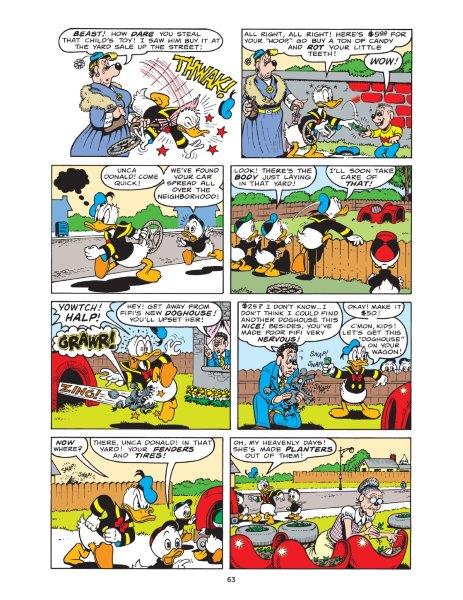 BEAST! HOW DARE YOU STEAL
THAT CHILD'S TOY! I SAW HIM BUY IT AT
THE YARD SALE UP THE STREET!
THWAK!
ALL RIGHT, ALL RIGHT! HERE'S $5.00 FOR
YOUR "HOOP." GO BUY A TON OF CANDY
AND ROT YOUR LITTLE
TEETH!
WOW!
UNCA
DONALD! COME
QUICK!
WE'VE FOUND
YOUR CAR
SPREAD ALL
OVER THE
NEIGHBORHOOD!
LOOK! THERE'S THE
BODY JUST LAYING
IN THAT YARD!
I'LL SOON TAKE
CARE OF
THAT!
YOWTCH!
HALP!
GRAWR!
ZING!
HEY! GET AWAY FROM
FIFI'S NEW DOGHOUSE!
YOU'LL UPSET HER!
$25? I DON'T KNOW...I
DON'T THINK I COULD FIND
ANOTHER DOGHOUSE THIS
NICE! BESIDES, YOU'VE
MADE POOR FIFI VERY
NERVOUS!
SNAP!
SNAP!
OKAY! MAKE IT
$50!
C'MON, KIDS!
LET'S GET THIS
"DOGHOUSE"
ON YOUR
WAGON!
NOW
WHERE?
SNAP!
SNAP!
THERE, UNCA DONALD! IN THAT
YARD! YOUR FENDERS
AND TIRES!
OH, MY HEAVENLY DAYS!
SHE'S MADE PLANTERS
OUT OF THEM!
63